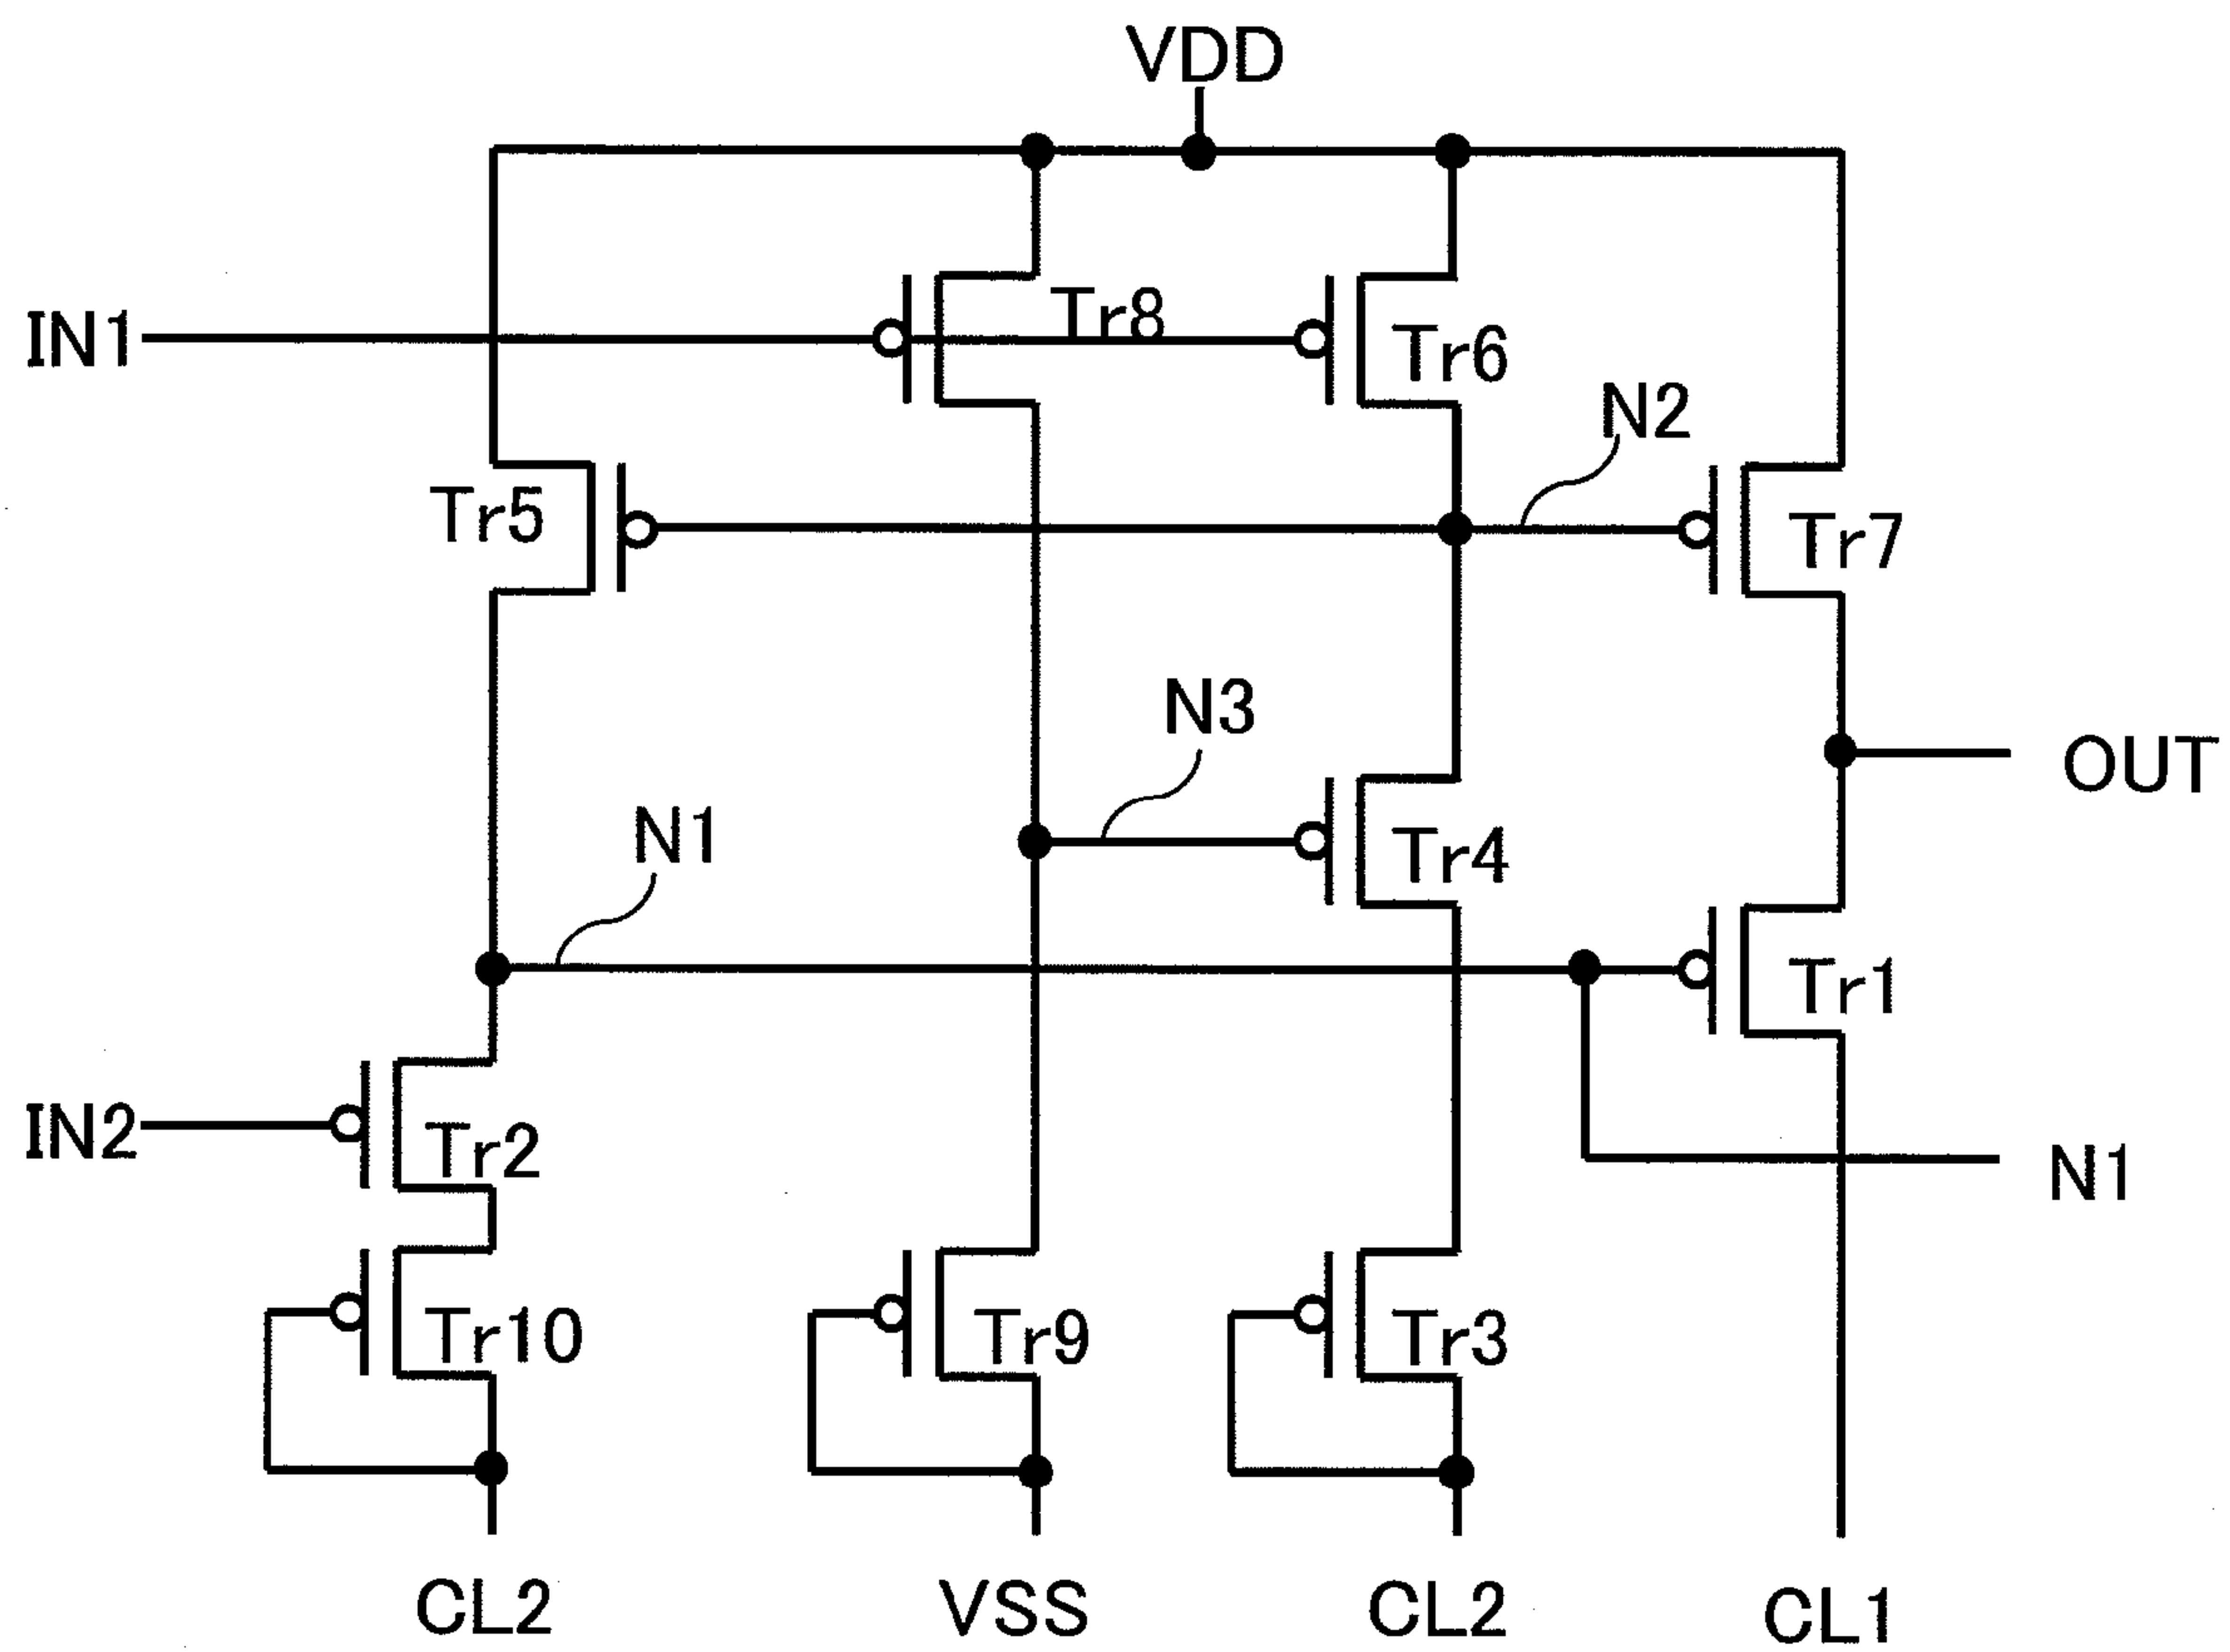 VDD
IN1
Tr8
Tr6
N2
Tr5
Tr7
N3
OUT
N1
Tr4
Tr1
IN2
Tr2
N1
Tr10
Tr9
Tr3
CL2
VSS
CL2
CL1